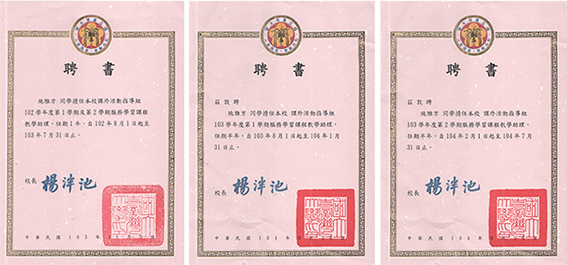 聘書
施雅方 同學擔任本校課外活動指導組
102學年度第1學期及第2學期服務學習課程
教學助理,任期1年,自102年8月1日起至
103年7月31日止。
校長 楊泮池
中華民國 103 年
聘書
茲敦聘
施雅方 同學擔任本校 課外活動指導組
103學年度第1學期服務學習課程教學助理,
任期半年,自103年8月1日起至104年1月
31日止。
校長 楊泮池
中華民國 104 年
聘書
茲敦聘
施雅方 同學擔任本校 課外活動指導組
103學年度第2學期服務學習課程教學助理,
任期半年,自104年2月1日起至104年7月
31日止。
校長 楊泮池
中華民國 104 年